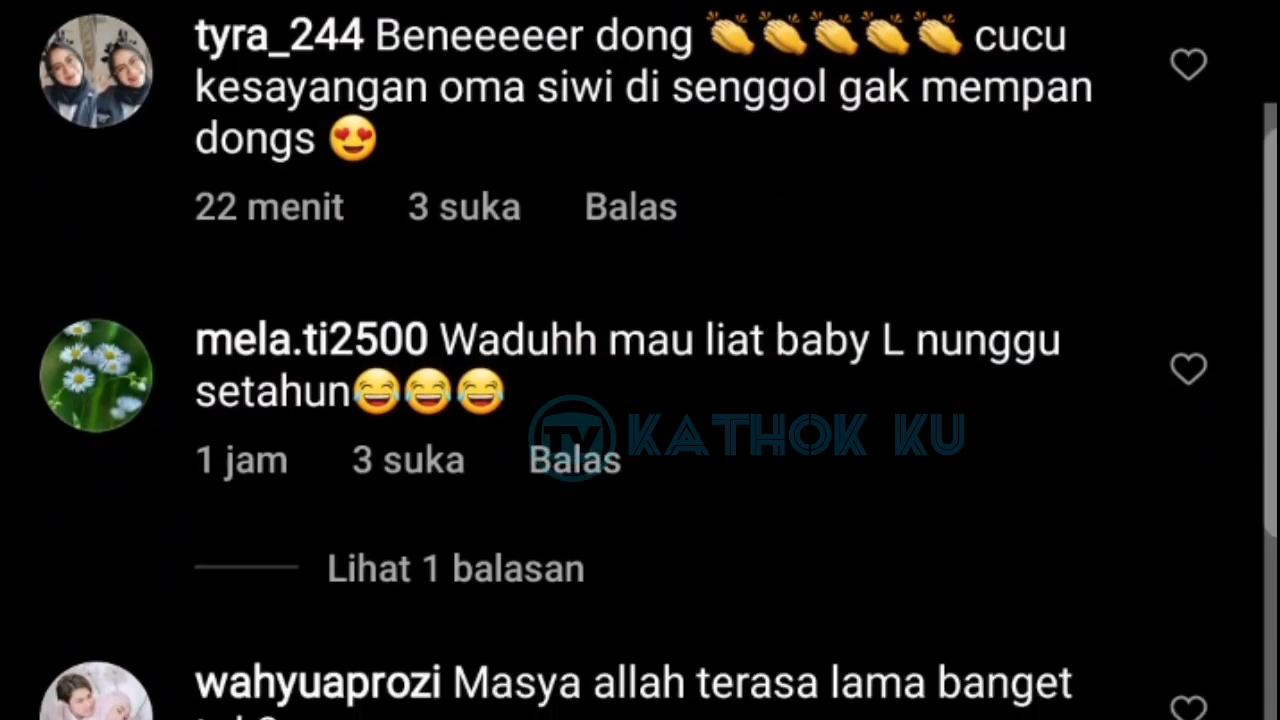 tyra_244 Beneeeeer dong 👏👏👏👏👏 cucu
kesayangan oma siwi di senggol gak mempan
dongs 😍
22 menit 3 suka Balas
mela.ti2500 Waduhh mau liat baby L nunggu
setahun😂😂😂
TV KATHOK KU
1 jam 3 suka Balas
Lihat 1 balasan
wahyuaprozi Masya allah terasa lama banget